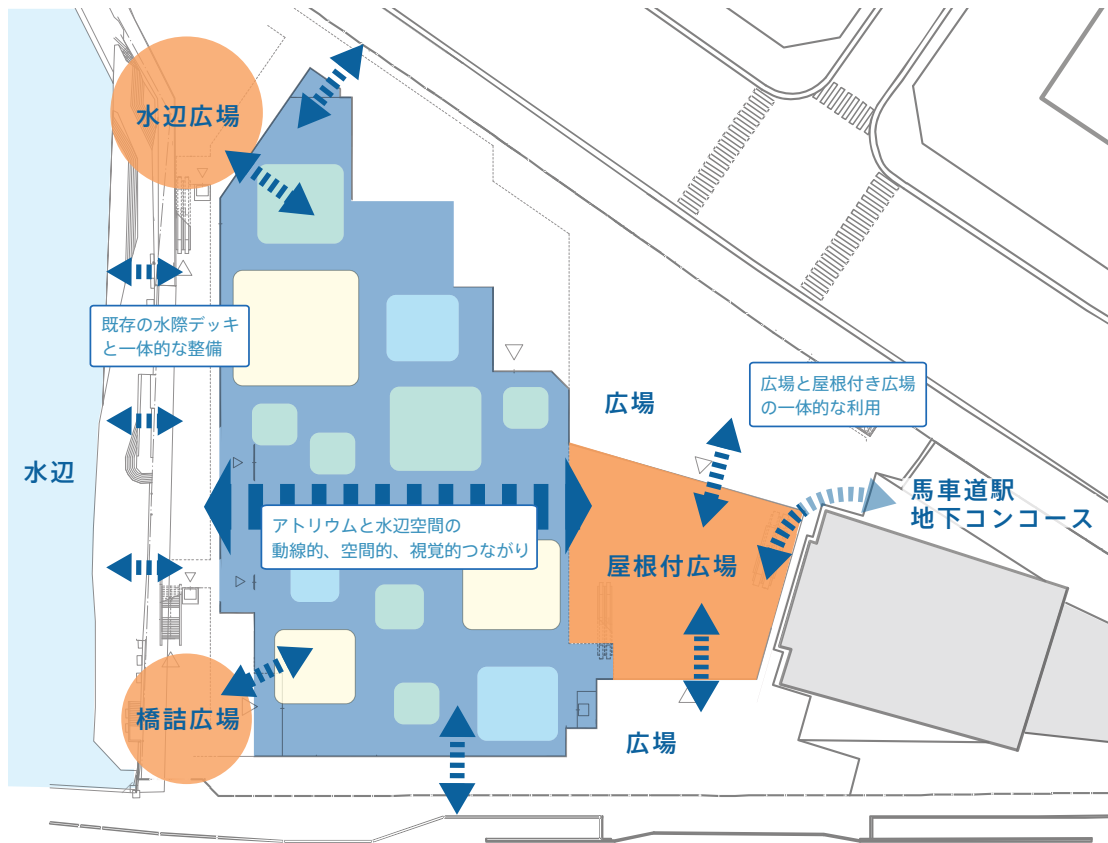 水辺広場
既存の水際デッキ
と一体的な整備
広場と屋根付き広場
の一体的な利用
広場
水辺
馬車道駅
地下コンコース
アトリウムと水辺空間の
動線的、空間的、視覚的つながり
屋根付広場
橋詰広場
広場